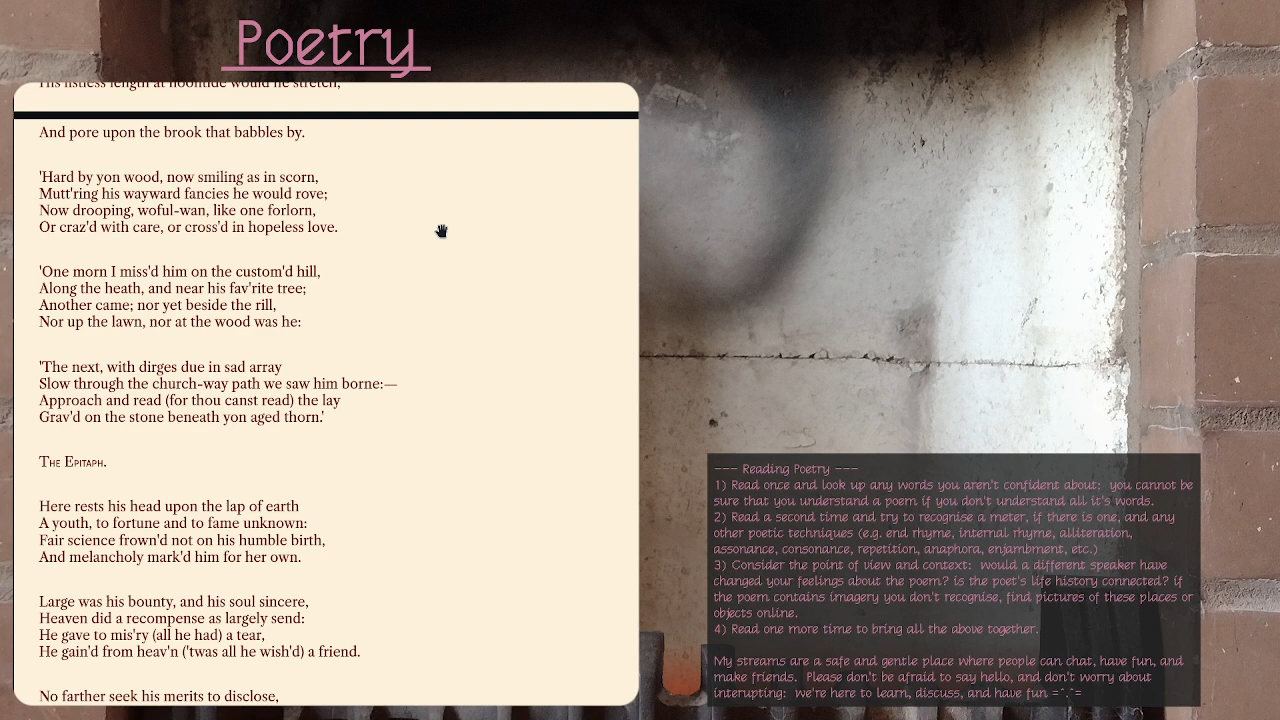 Poetry
His listless length at noontide would he stretch,
And pore upon the brook that babbles by.
'Hard by yon wood, now smiling as in scorn,
Mutt'ring his wayward fancies he would rove;
Now drooping, woful-wan, like one forlorn,
Or craz'd with care, or cross'd in hopeless love.
'One morn I miss'd him on the custom'd hill,
Along the heath, and near his fav'rite tree;
Another came; nor yet beside the rill,
Nor up the lawn, nor at the wood was he:
'The next, with dirges due in sad array
Slow through the church-way path we saw him borne:—
Approach and read (for thou canst read) the lay
Grav'd on the stone beneath yon aged thorn.'
The Epitaph.
Here rests his head upon the lap of earth
A youth, to fortune and to fame unknown:
Fair science frown'd not on his humble birth,
And melancholy mark'd him for her own.
Large was his bounty, and his soul sincere,
Heaven did a recompense as largely send:
He gave to mis'ry (all he had) a tear,
He gain'd from heav'n ('twas all he wish'd) a friend.
No farther seek his merits to disclose,
--- Reading Poetry ---
1) Read once and look up any words you aren't confident about: you cannot be
sure that you understand a poem if you don't understand all it's words.
2) Read a second time and try to recognise a meter, if there is one, and any
other poetic techniques (e.g. end rhyme, internal rhyme, alliteration,
assonance, consonance, repetition, anaphora, enjambment, etc.)
3) Consider the point of view and context: would a different speaker have
changed your feelings about the poem? is the poet's life history connected? if
the poem contains imagery you don't recognise, find pictures of these places or
objects online.
4) Read one more time to bring all the above together.
My streams are a safe and gentle place where people can chat, have fun, and
make friends. Please don't be afraid to say hello, and don't worry about
interupting: we're here to learn, discuss, and have fun =^.^=